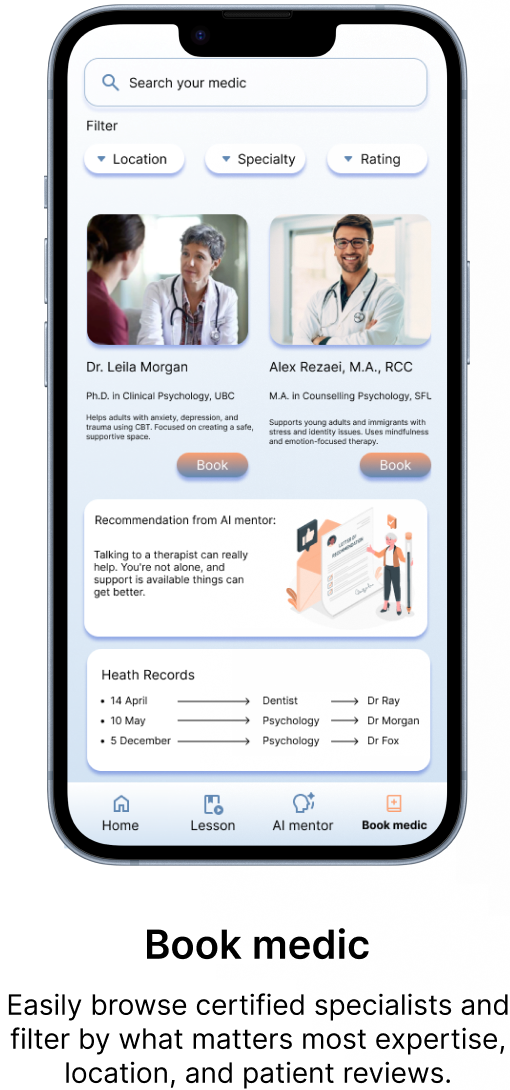 Search your medic
Filter
Location
Specialty
Rating
Dr. Leila Morgan
Ph.D. in Clinical Psychology, UBC
Helps adults with anxiety, depression, and
trauma using CBT. Focused on creating a safe,
supportive space.
Book
Alex Rezaei, M.A., RCC
M.A. in Counselling Psychology, SFU
Supports young adults and immigrants with
stress and identity issues. Uses mindfulness
and emotion-focused therapy.
Book
Recommendation from AI mentor:
Talking to a therapist can really
help. You’re not alone, and
support is available things can
get better.
LETTER OF
RECOMMENDATION
Heath Records
• 14 April Dentist Dr Ray
• 10 May Psychology Dr Morgan
• 5 December Psychology Dr Fox
Home
Lesson
AI mentor
Book medic
Book medic
Easily browse certified specialists and
filter by what matters most expertise,
location, and patient reviews.